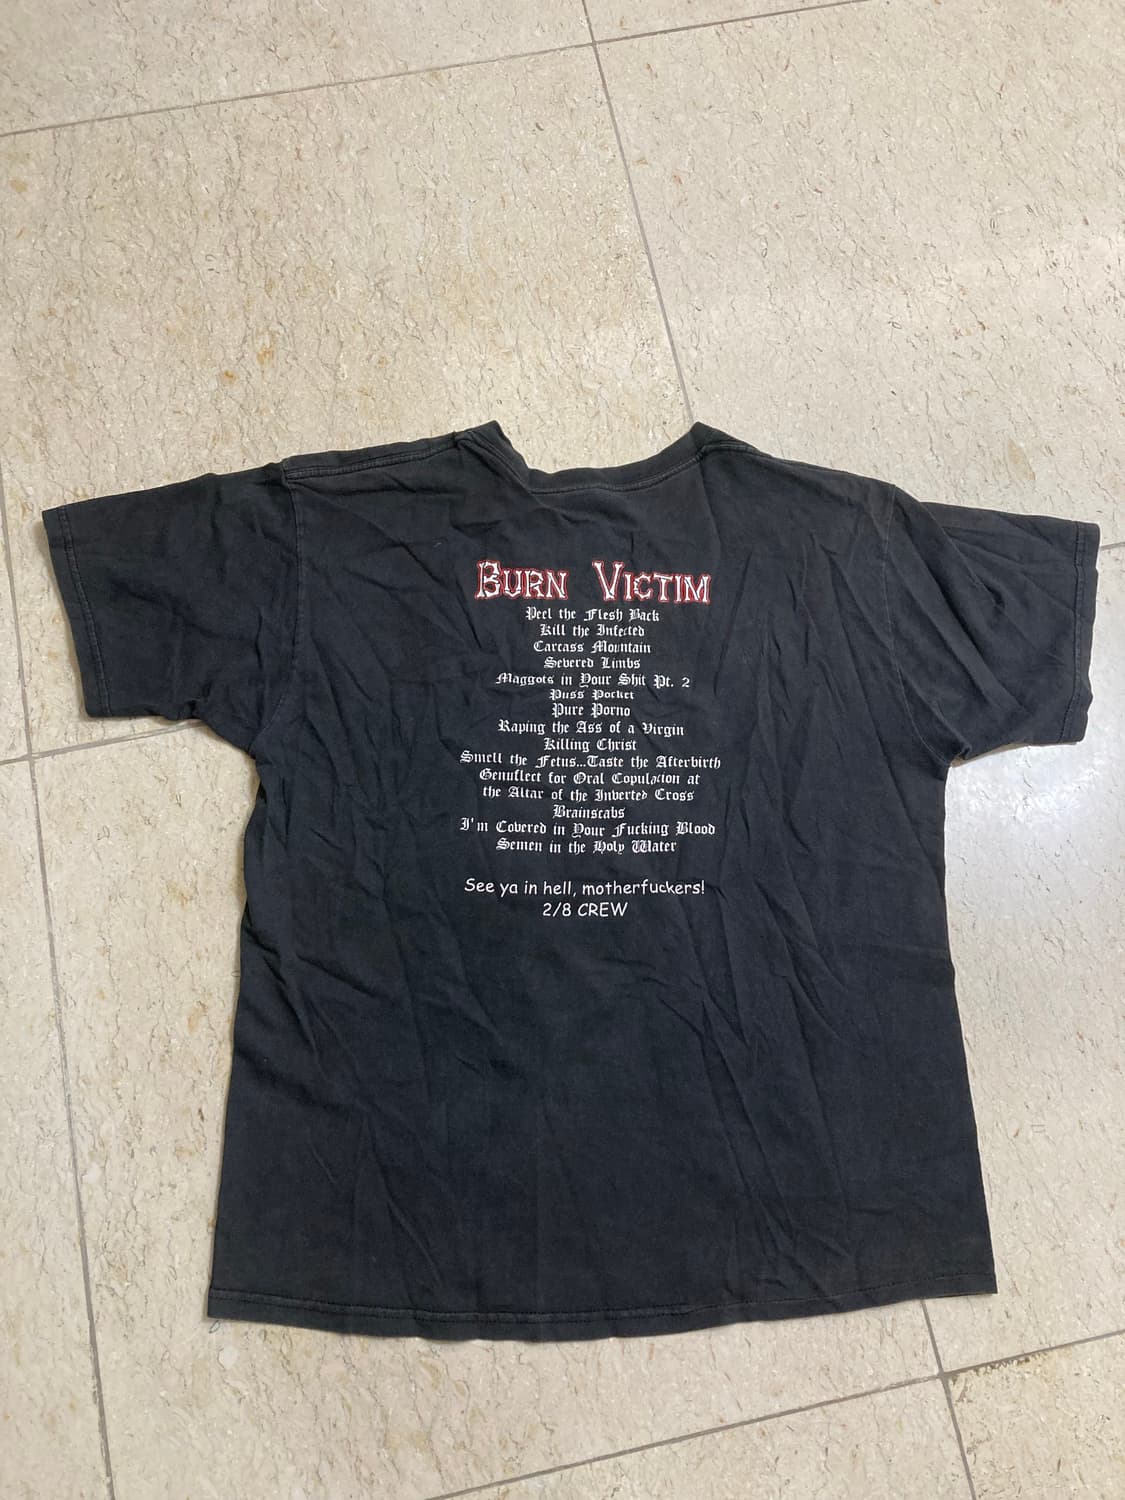 Burn Victim
Peel the Flesh Back
Kill the Infected
Carcass Mountain
Severed Limbs
Maggots in Your Shit Pt. 2
Puss Pocket
Pure Porno
Raping the Ass of a Virgin
Killing Christ
Smell the Fetus...Taste the Afterbirth
Genuflect for Oral Copulation at
the Altar of the Inverted Cross
Brainscabs
I'm Covered in Your Fucking Blood
Semen in the Holy Water
See ya in hell, motherfuckers!
2/8 CREW